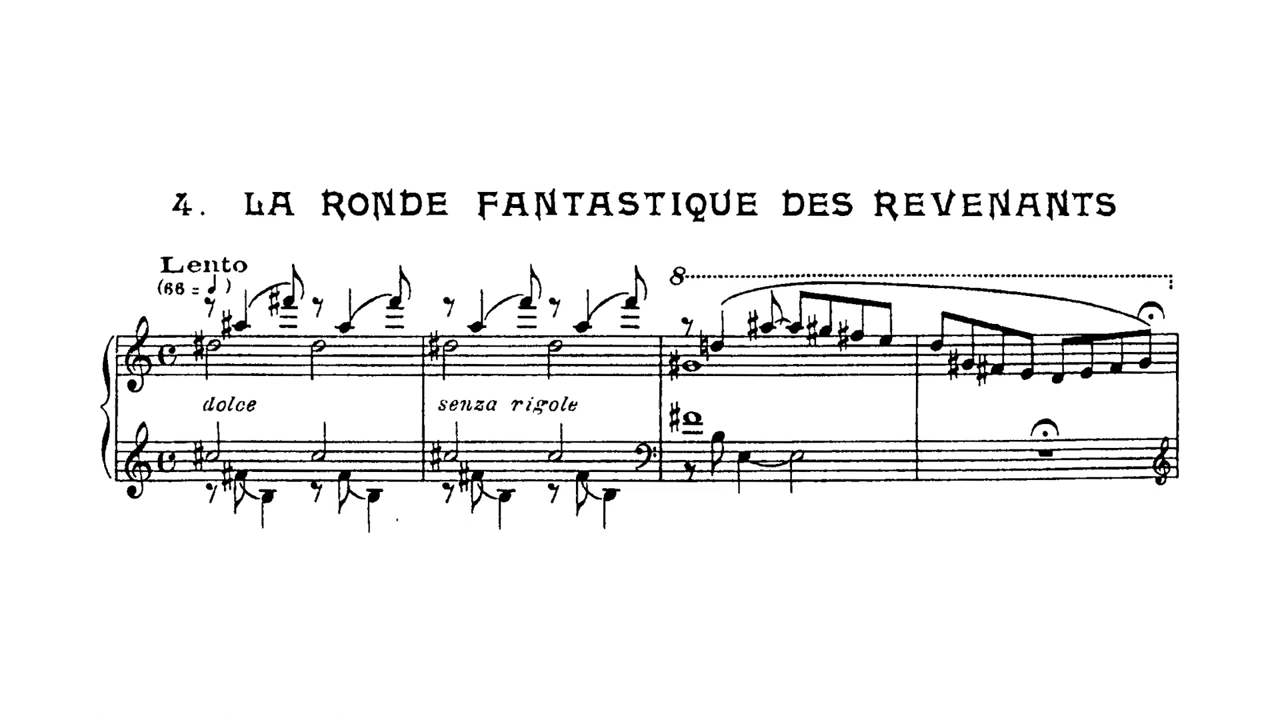 4. LA RONDE FANTASTIQUE DES REVENANTS
Lento
(66 = ♩)
8
dolce
senza rigole